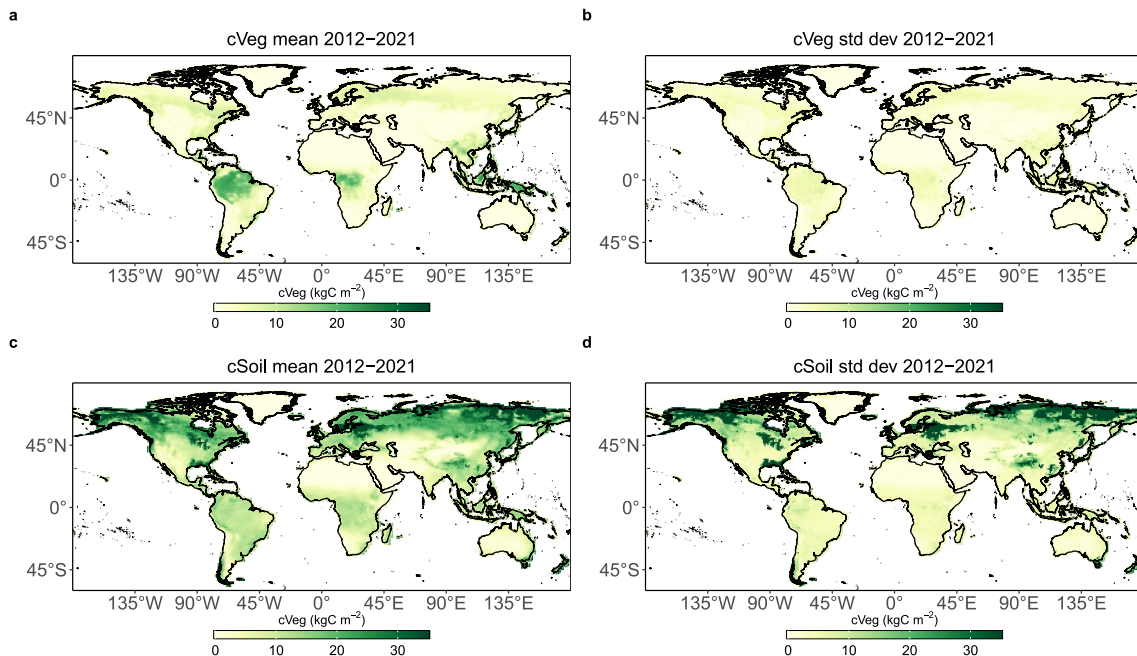 a
b
cVeg mean 2012−2021
cVeg std dev 2012−2021
45°N
0°
45°S
135°W 90°W 45°W 0° 45°E 90°E 135°E
cVeg (kgC m⁻²)
0 10 20 30
45°N
0°
45°S
135°W 90°W 45°W 0° 45°E 90°E 135°E
cVeg (kgC m⁻²)
0 10 20 30
c
d
cSoil mean 2012−2021
cSoil std dev 2012−2021
45°N
0°
45°S
135°W 90°W 45°W 0° 45°E 90°E 135°E
cVeg (kgC m⁻²)
0 10 20 30
45°N
0°
45°S
135°W 90°W 45°W 0° 45°E 90°E 135°E
cVeg (kgC m⁻²)
0 10 20 30